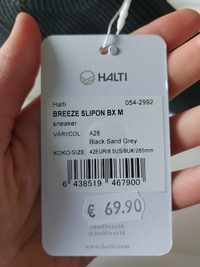 HALTI
Halti 054-2992
BREEZE SLIPON BX M
sneaker
VARI/COL. A28
Black Sand Grey
KOKO/SIZE: 42EUR/8.5US/8UK/265mm
6 438519 467900
€ 69.90
@haltiworld
www.halti.com